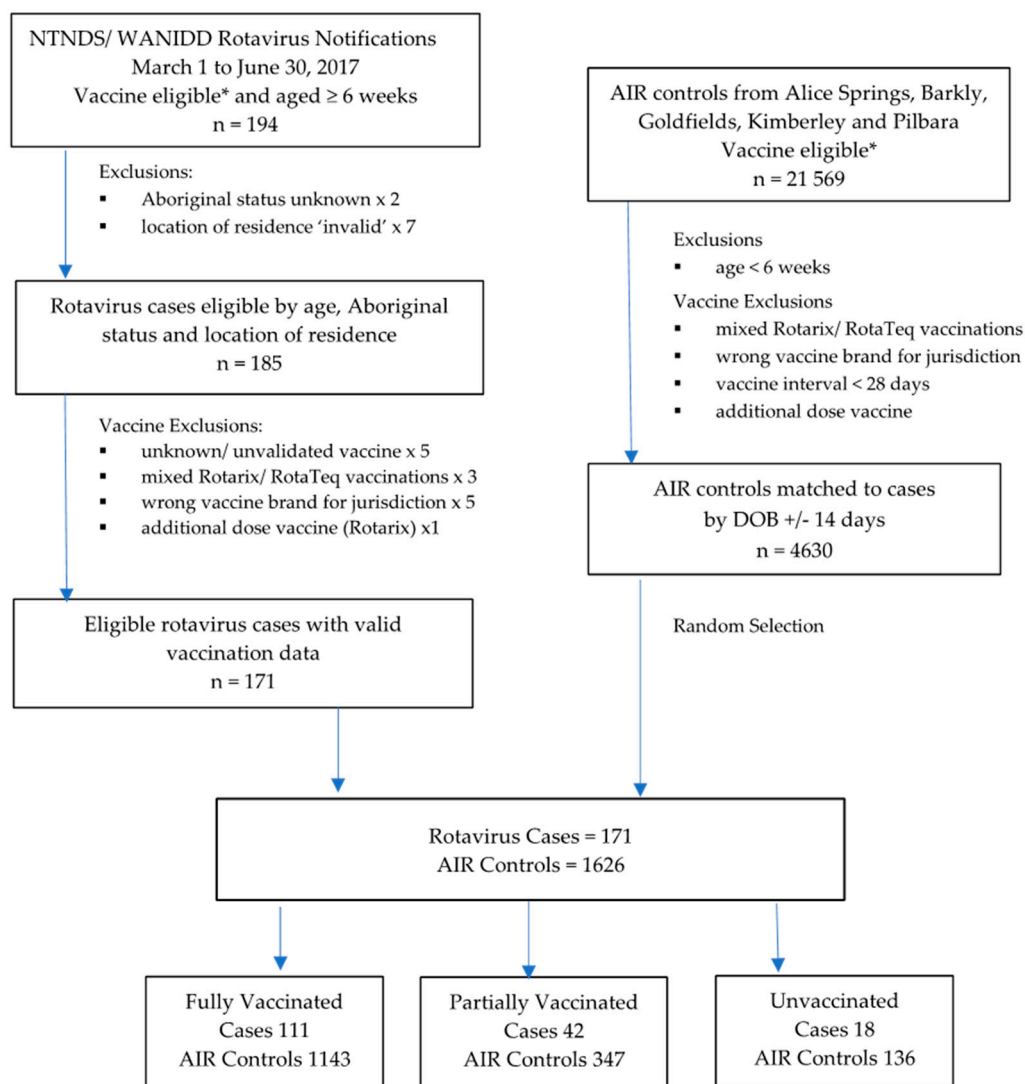 NTNDS/ WANIDD Rotavirus Notifications
March 1 to June 30, 2017
Vaccine eligible* and aged ≥ 6 weeks
n = 194
Exclusions:
▪ Aboriginal status unknown x 2
▪ location of residence ‘invalid’ x 7
Rotavirus cases eligible by age, Aboriginal
status and location of residence
n = 185
Vaccine Exclusions:
▪ unknown/ unvalidated vaccine x 5
▪ mixed Rotarix/ RotaTeq vaccinations x 3
▪ wrong vaccine brand for jurisdiction x 5
▪ additional dose vaccine (Rotarix) x1
Eligible rotavirus cases with valid
vaccination data
n = 171
AIR controls from Alice Springs, Barkly,
Goldfields, Kimberley and Pilbara
Vaccine eligible*
n = 21 569
Exclusions
▪ age < 6 weeks
Vaccine Exclusions
▪ mixed Rotarix/ RotaTeq vaccinations
▪ wrong vaccine brand for jurisdiction
▪ vaccine interval < 28 days
▪ additional dose vaccine
AIR controls matched to cases
by DOB +/- 14 days
n = 4630
Random Selection
Rotavirus Cases = 171
AIR Controls = 1626
Fully Vaccinated
Cases 111
AIR Controls 1143
Partially Vaccinated
Cases 42
AIR Controls 347
Unvaccinated
Cases 18
AIR Controls 136